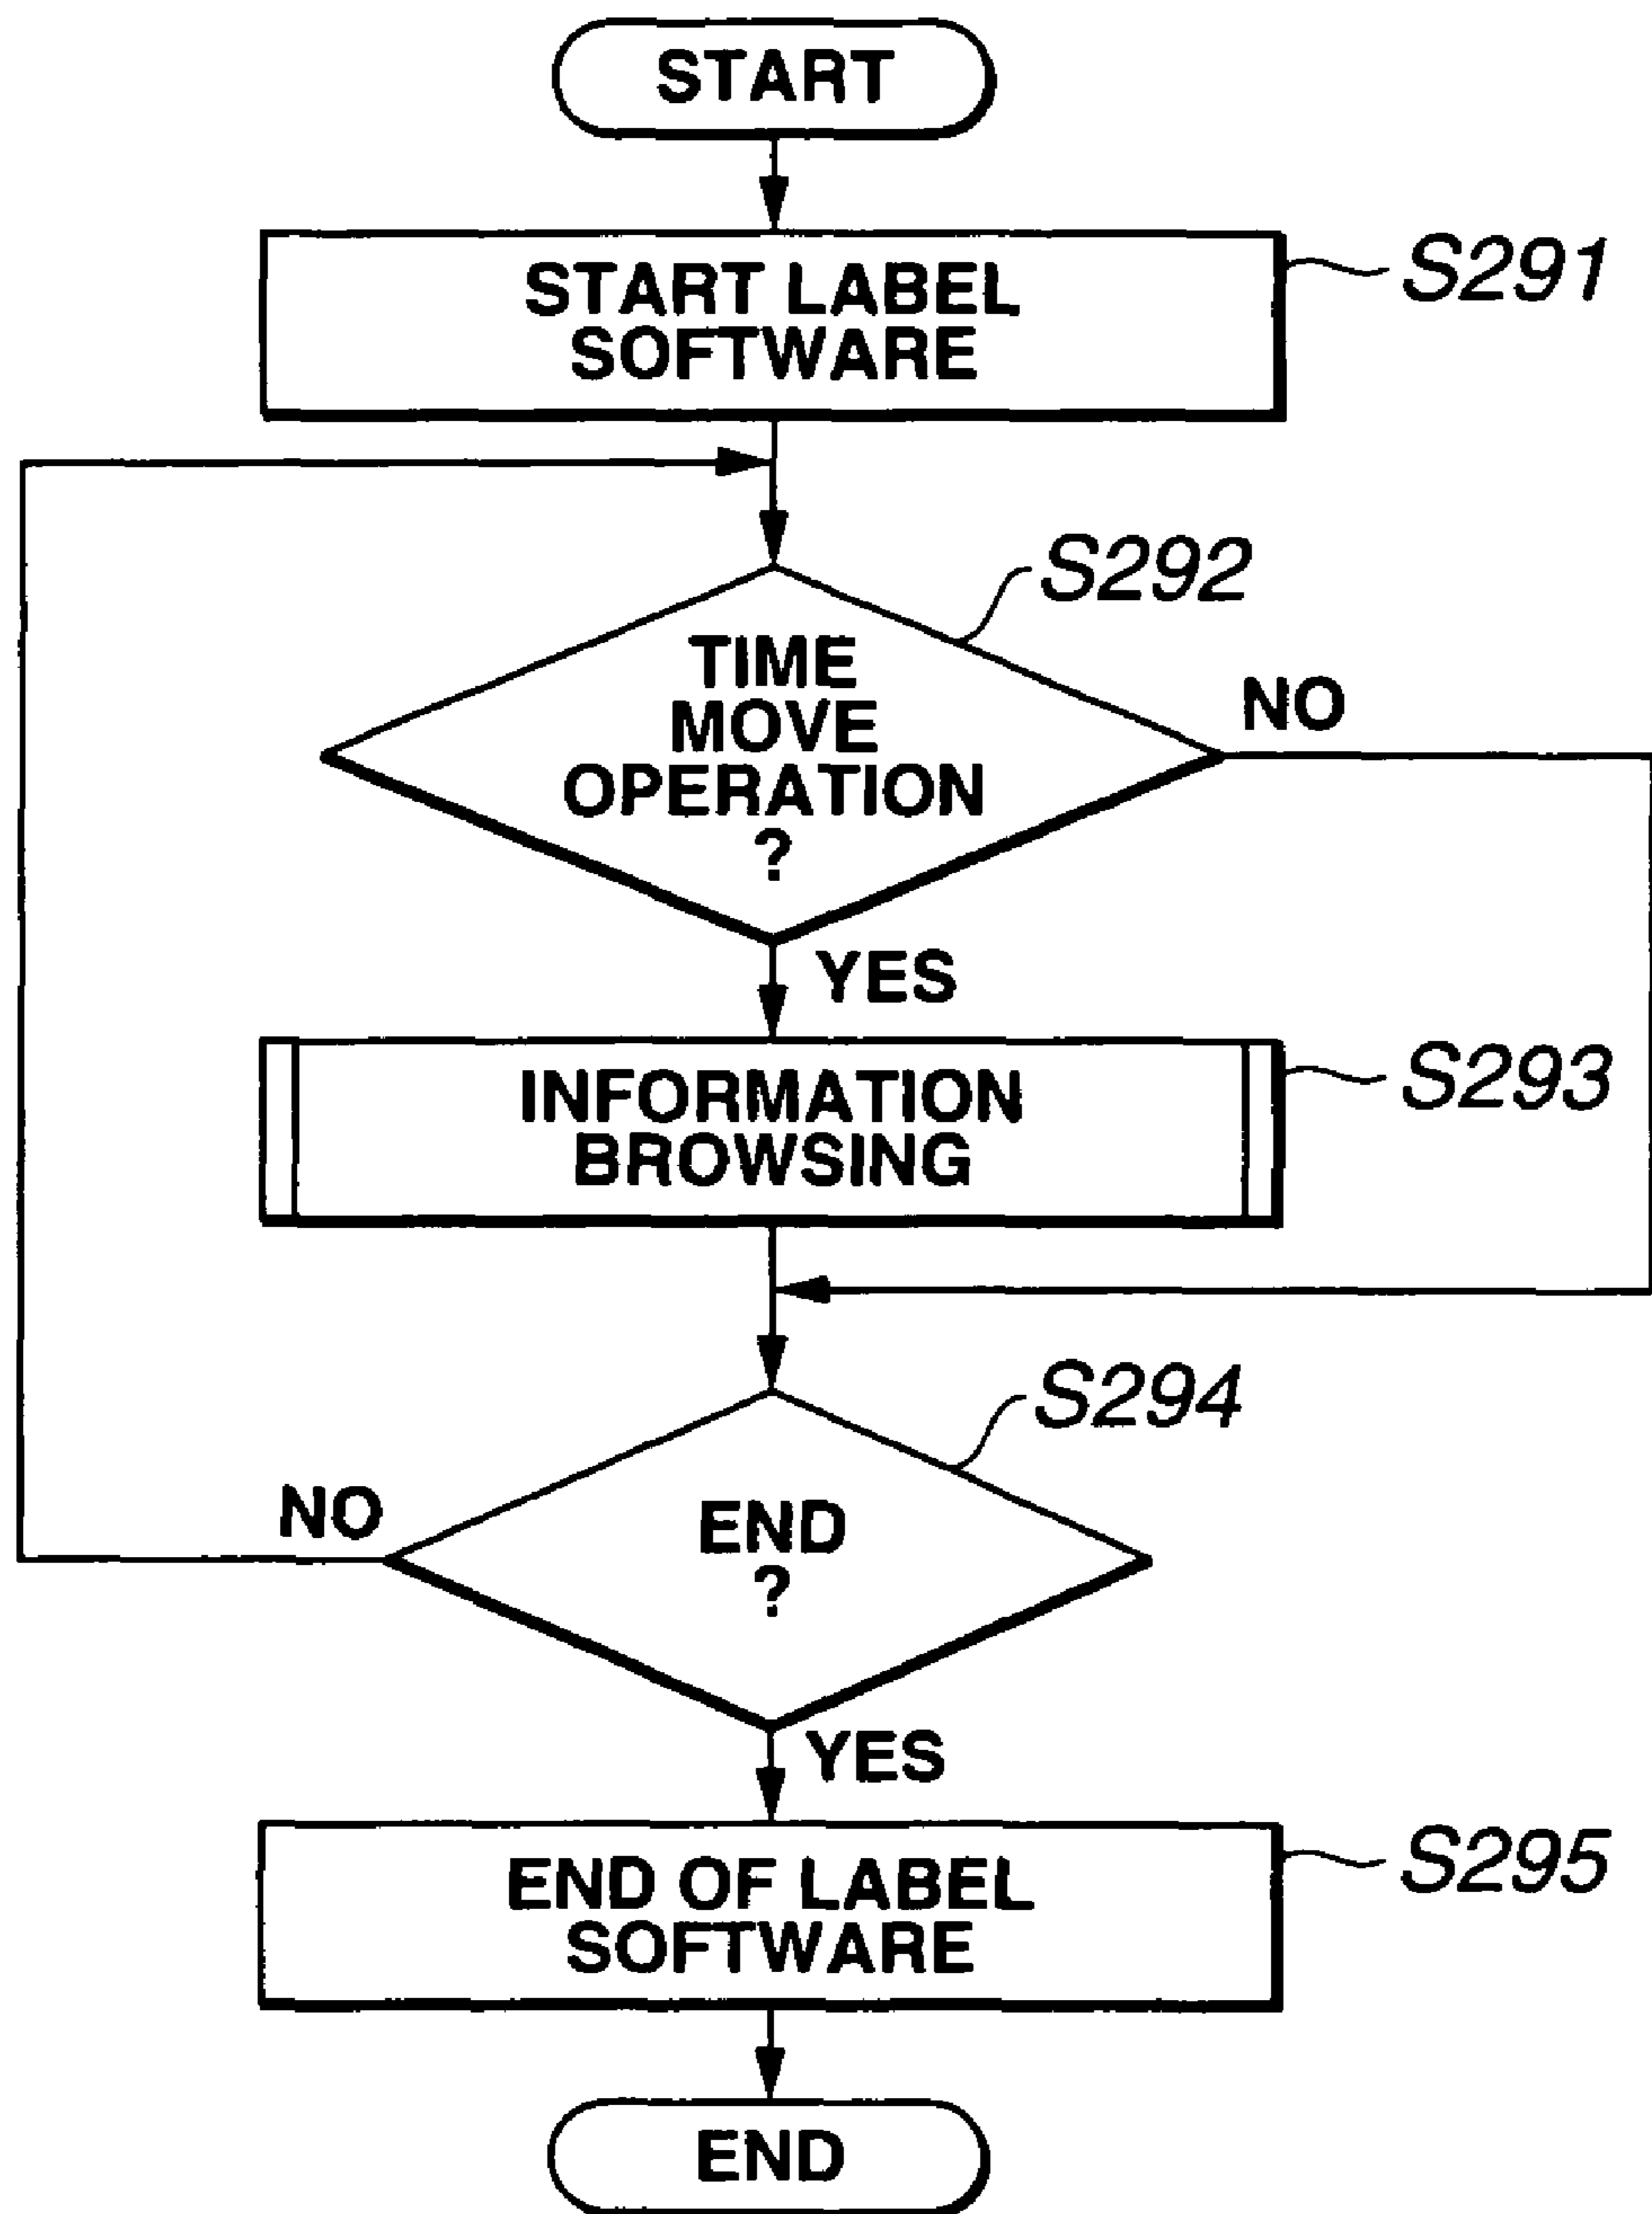 START
START LABEL
SOFTWARE
S291
S292
TIME
MOVE
OPERATION
?
NO
YES
INFORMATION
BROWSING
S293
S294
NO
END
?
YES
END OF LABEL
SOFTWARE
S295
END